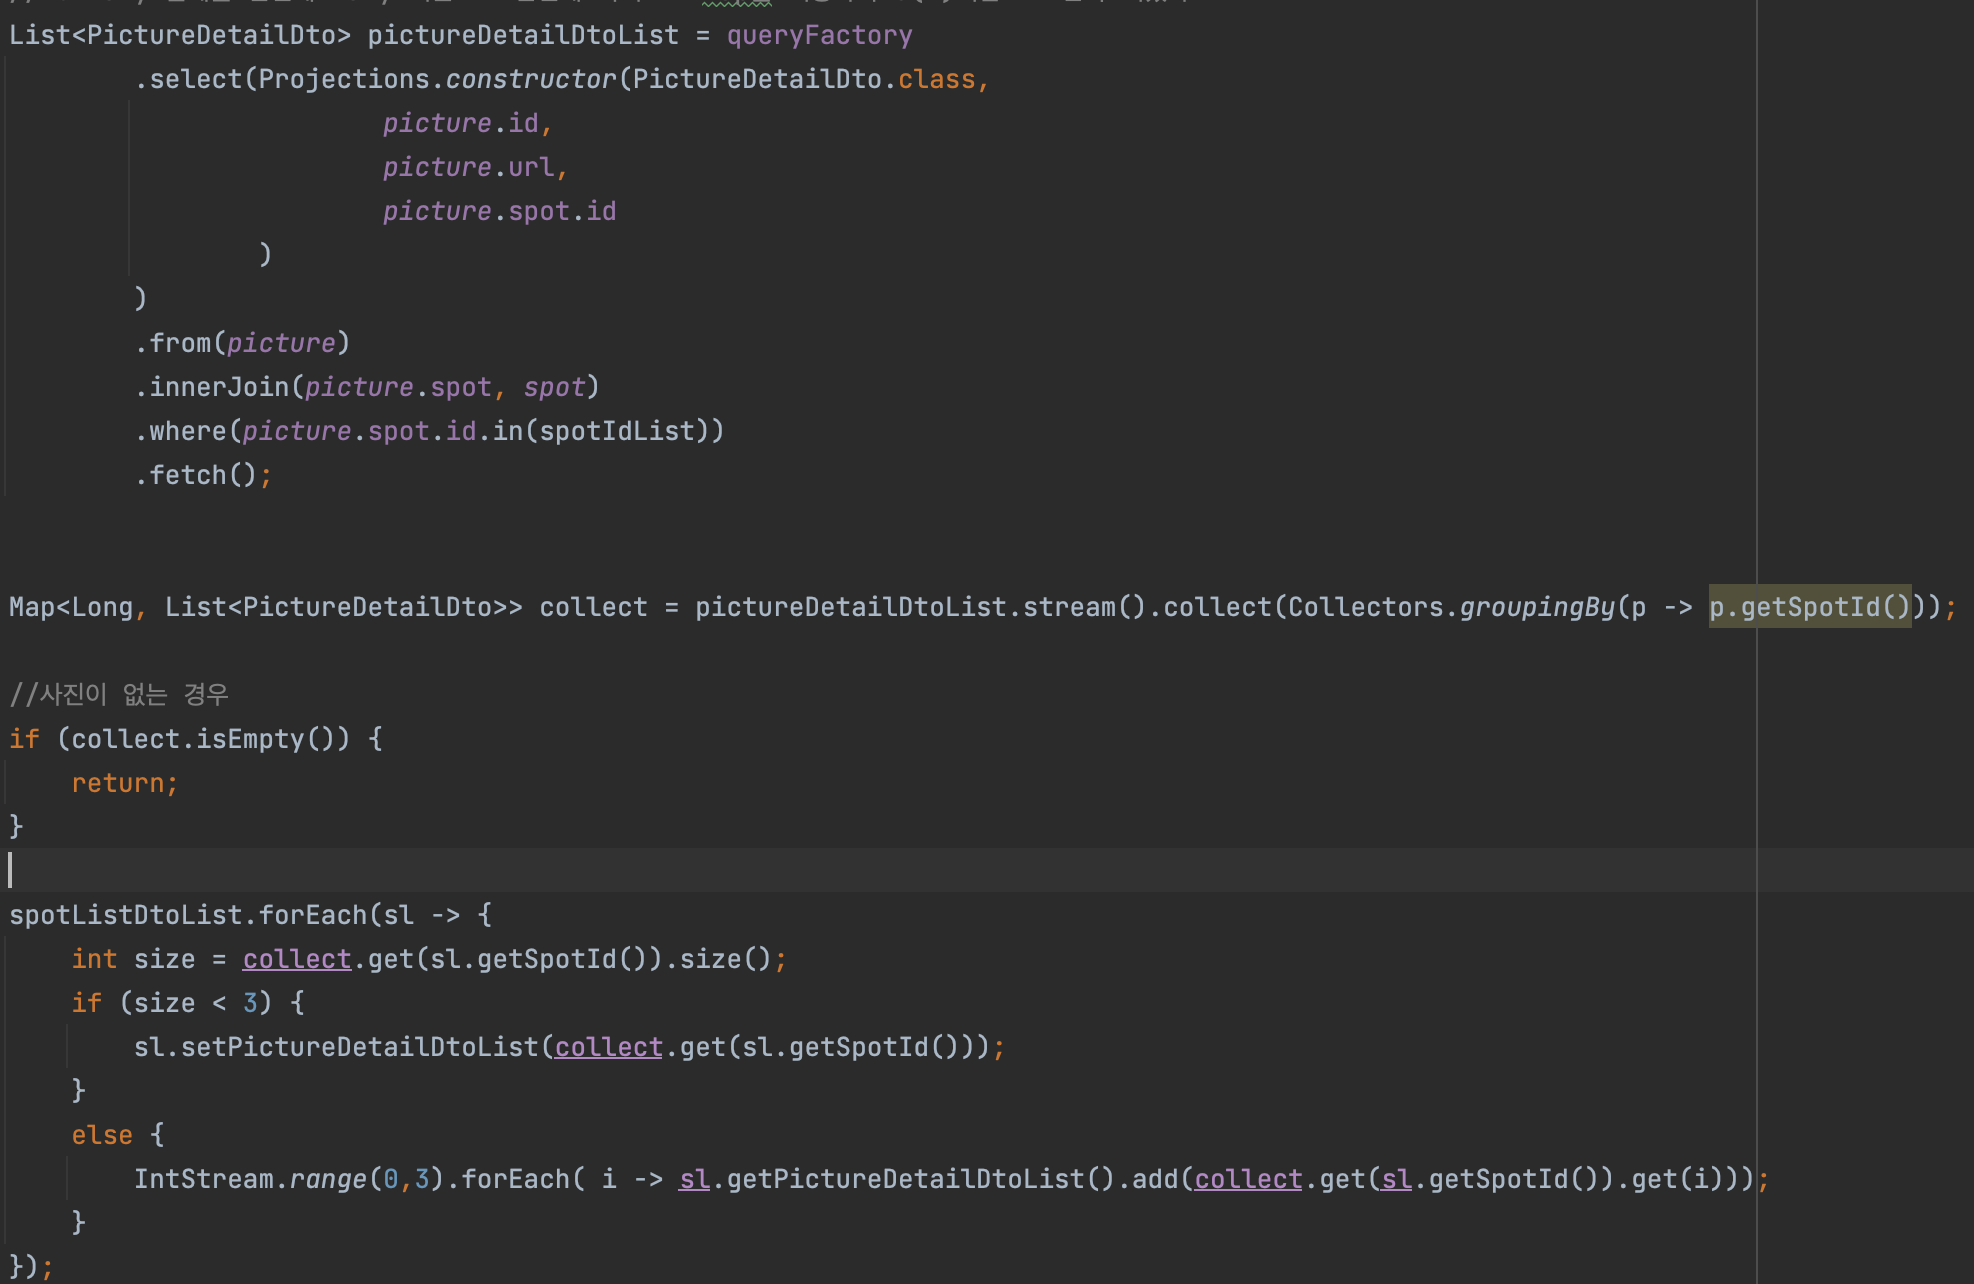 List<PictureDetailDto> pictureDetailDtoList = queryFactory
        .select(Projections.constructor(PictureDetailDto.class,
                        picture.id,
                        picture.url,
                        picture.spot.id
                )
        )
        .from(picture)
        .innerJoin(picture.spot, spot)
        .where(picture.spot.id.in(spotIdList))
        .fetch();
Map<Long, List<PictureDetailDto>> collect = pictureDetailDtoList.stream().collect(Collectors.groupingBy(p -> p.getSpotId()));
//사진이 없는 경우
if (collect.isEmpty()) {
    return;
}
spotListDtoList.forEach(sl -> {
    int size = collect.get(sl.getSpotId()).size();
    if (size < 3) {
        sl.setPictureDetailDtoList(collect.get(sl.getSpotId()));
    }
    else {
        IntStream.range(0,3).forEach( i -> sl.getPictureDetailDtoList().add(collect.get(sl.getSpotId()).get(i)));
    }
});